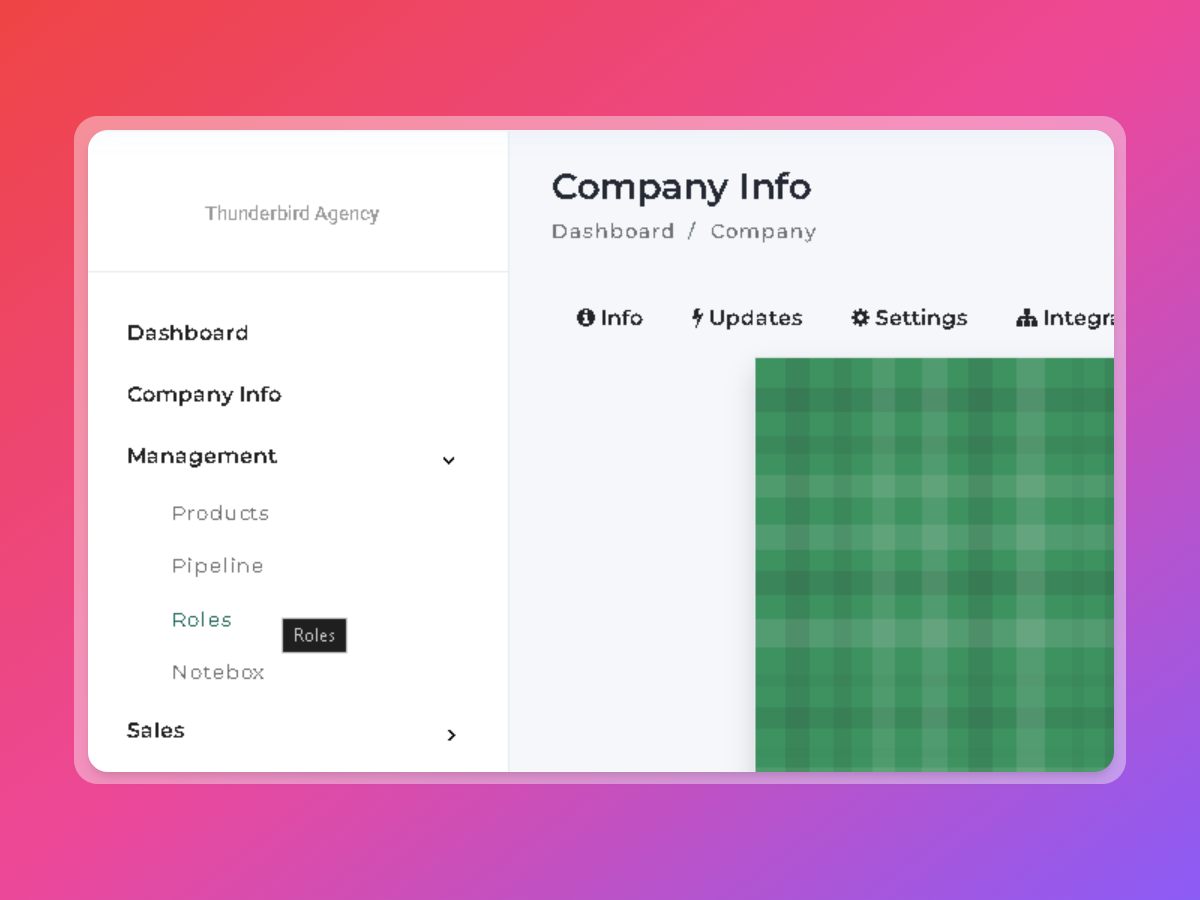 Thunderbird Agency
Dashboard
Company Info
Management
Products
Pipeline
Roles
Roles
Notebox
Sales
Company Info
Dashboard / Company
Info Updates Settings